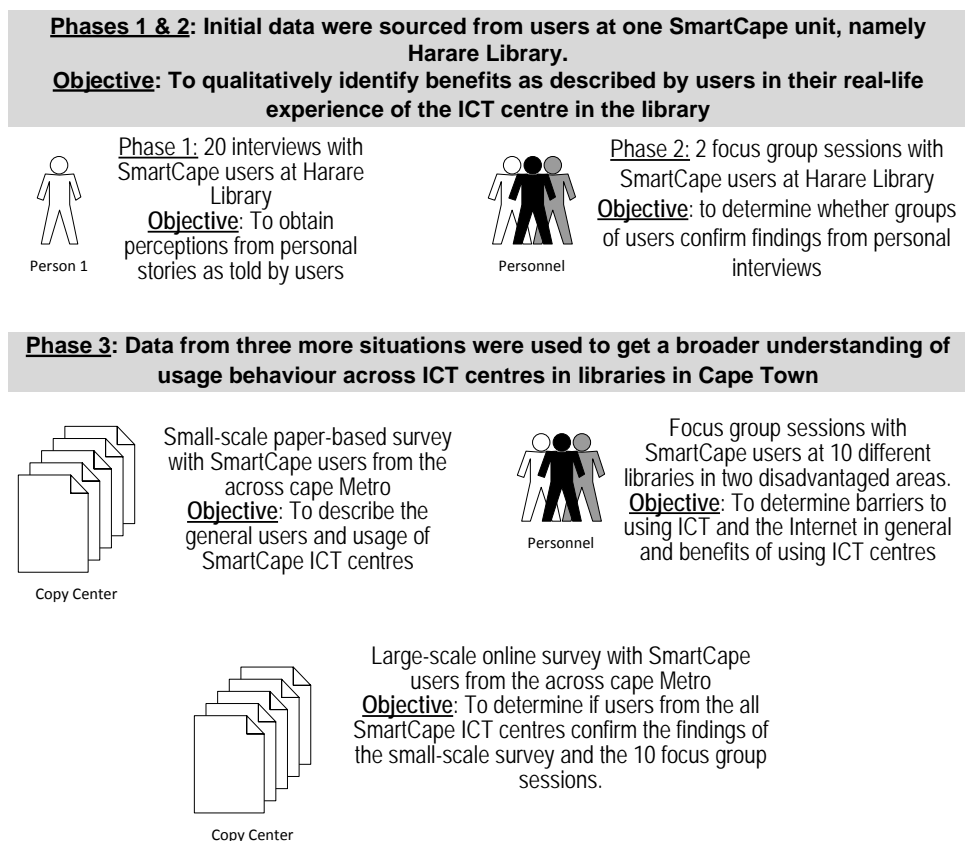 Phases 1 & 2: Initial data were sourced from users at one SmartCape unit, namely
Harare Library.
Objective: To qualitatively identify benefits as described by users in their real-life
experience of the ICT centre in the library
Phase 1: 20 interviews with
SmartCape users at Harare
Library
Objective: To obtain
perceptions from personal
stories as told by users
Person 1
Phase 2: 2 focus group sessions with
SmartCape users at Harare Library
Objective: to determine whether groups
of users confirm findings from personal
interviews
Personnel
Phase 3: Data from three more situations were used to get a broader understanding of
usage behaviour across ICT centres in libraries in Cape Town
Small-scale paper-based survey
with SmartCape users from the
across cape Metro
Objective: To describe the
general users and usage of
SmartCape ICT centres
Copy Center
Focus group sessions with
SmartCape users at 10 different
libraries in two disadvantaged areas.
Objective: To determine barriers to
using ICT and the Internet in general
and benefits of using ICT centres
Personnel
Large-scale online survey with SmartCape
users from the across cape Metro
Objective: To determine if users from the all
SmartCape ICT centres confirm the findings of
the small-scale survey and the 10 focus group
sessions.
Copy Center